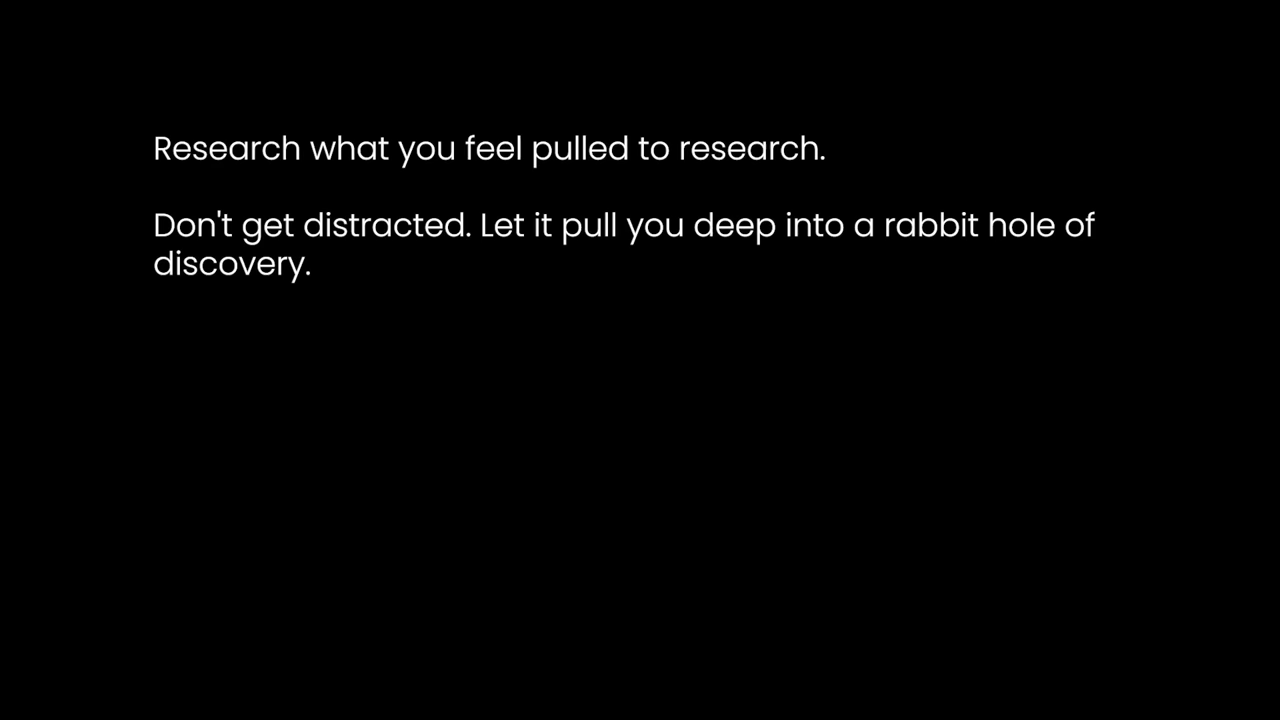 Research what you feel pulled to research.
Don't get distracted. Let it pull you deep into a rabbit hole of
discovery.